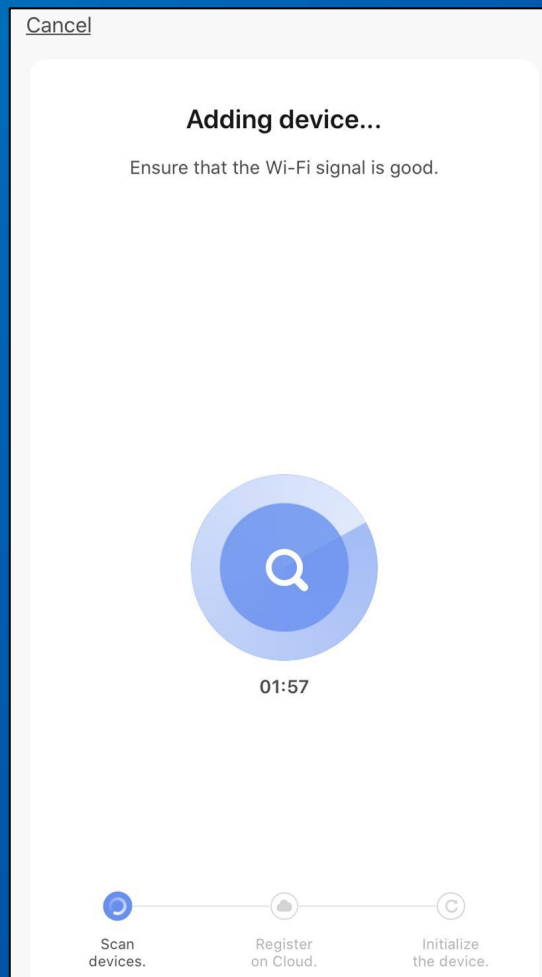 Cancel
Adding device...
Ensure that the Wi-Fi signal is good.
01:57
Scan
devices.
Register
on Cloud.
Initialize
the device.